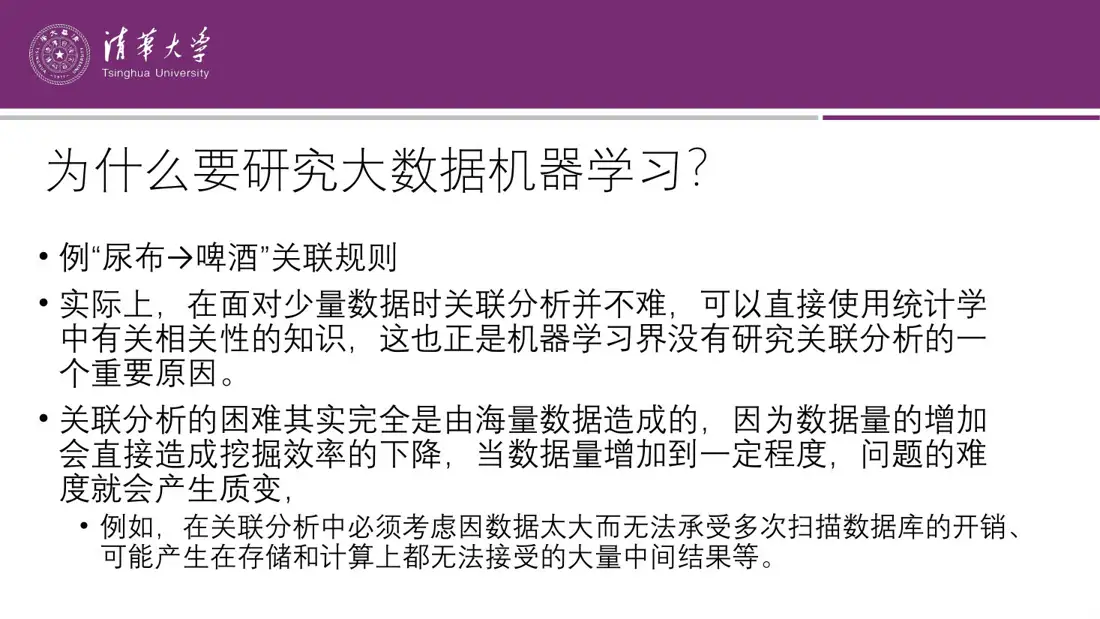 清华大学
Tsinghua University
为什么要研究大数据机器学习？
• 例“尿布→啤酒”关联规则
• 实际上，在面对少量数据时关联分析并不难，可以直接使用统计学
中有关相关性的知识，这也正是机器学习界没有研究关联分析的一
个重要原因。
• 关联分析的困难其实完全是由海量数据造成的，因为数据量的增加
会直接造成挖掘效率的下降，当数据量增加到一定程度，问题的难
度就会产生质变，
• 例如，在关联分析中必须考虑因数据太大而无法承受多次扫描数据库的开销、
可能产生在存储和计算上都无法接受的大量中间结果等。